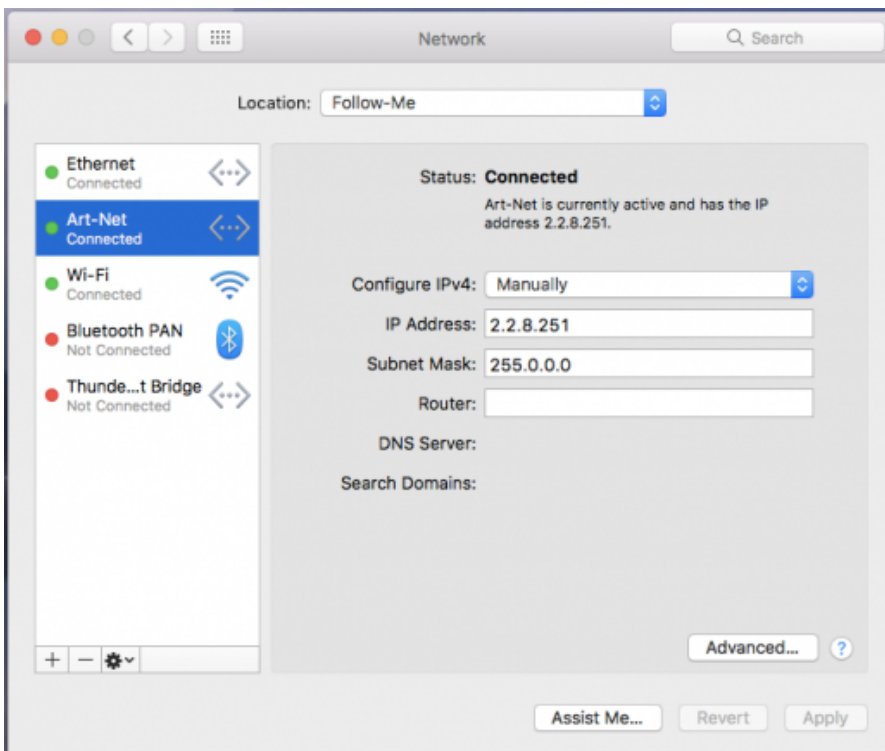 Network
Search
Location: Follow-Me
Ethernet
Connected
Art-Net
Connected
Wi-Fi
Connected
Bluetooth PAN
Not Connected
Thunde...t Bridge
Not Connected
Status: Connected
Art-Net is currently active and has the IP
address 2.2.8.251.
Configure IPv4: Manually
IP Address: 2.2.8.251
Subnet Mask: 255.0.0.0
Router:
DNS Server:
Search Domains:
Advanced... ?
Assist Me... Revert Apply